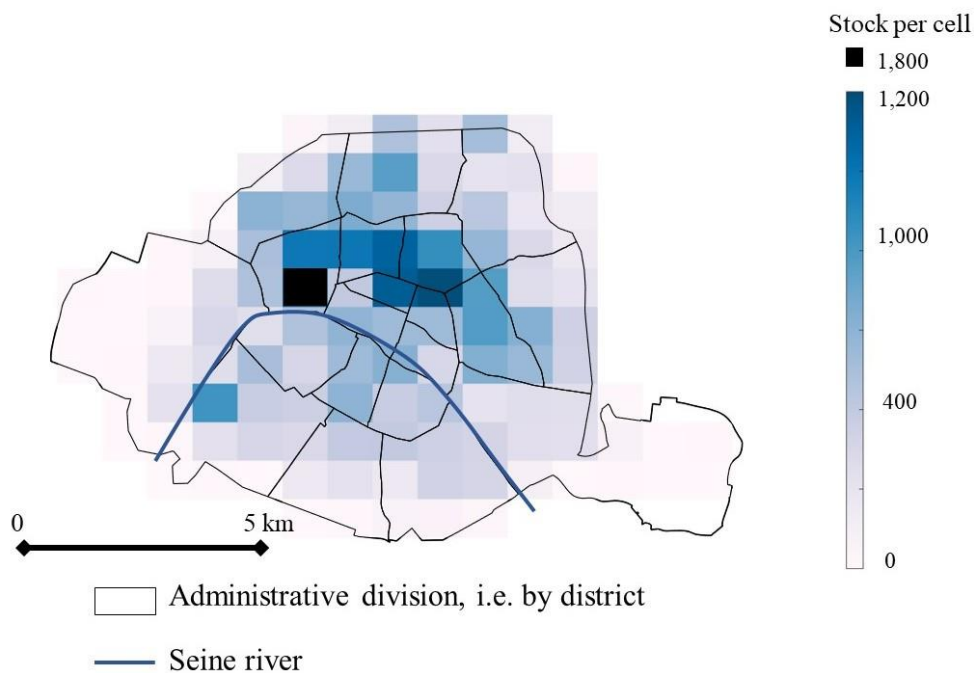 Stock per cell
1,800
1,200
1,000
400
0
0
5 km
Administrative division, i.e. by district
Seine river